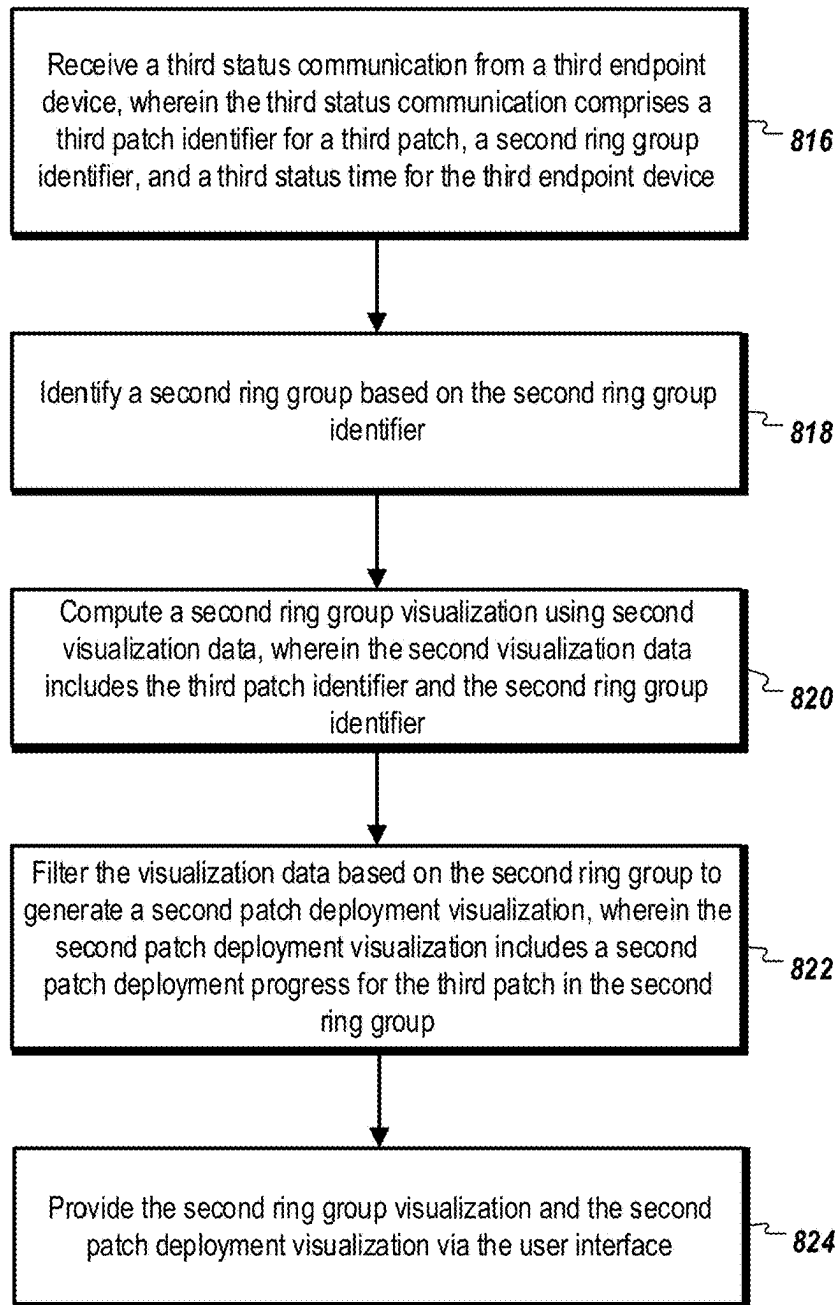 Receive a third status communication from a third endpoint
device, wherein the third status communication comprises a
third patch identifier for a third patch, a second ring group
identifier, and a third status time for the third endpoint device
816
Identify a second ring group based on the second ring group
identifier
818
Compute a second ring group visualization using second
visualization data, wherein the second visualization data
includes the third patch identifier and the second ring group
identifier
820
Filter the visualization data based on the second ring group to
generate a second patch deployment visualization, wherein the
second patch deployment visualization includes a second
patch deployment progress for the third patch in the second
ring group
822
Provide the second ring group visualization and the second
patch deployment visualization via the user interface
824